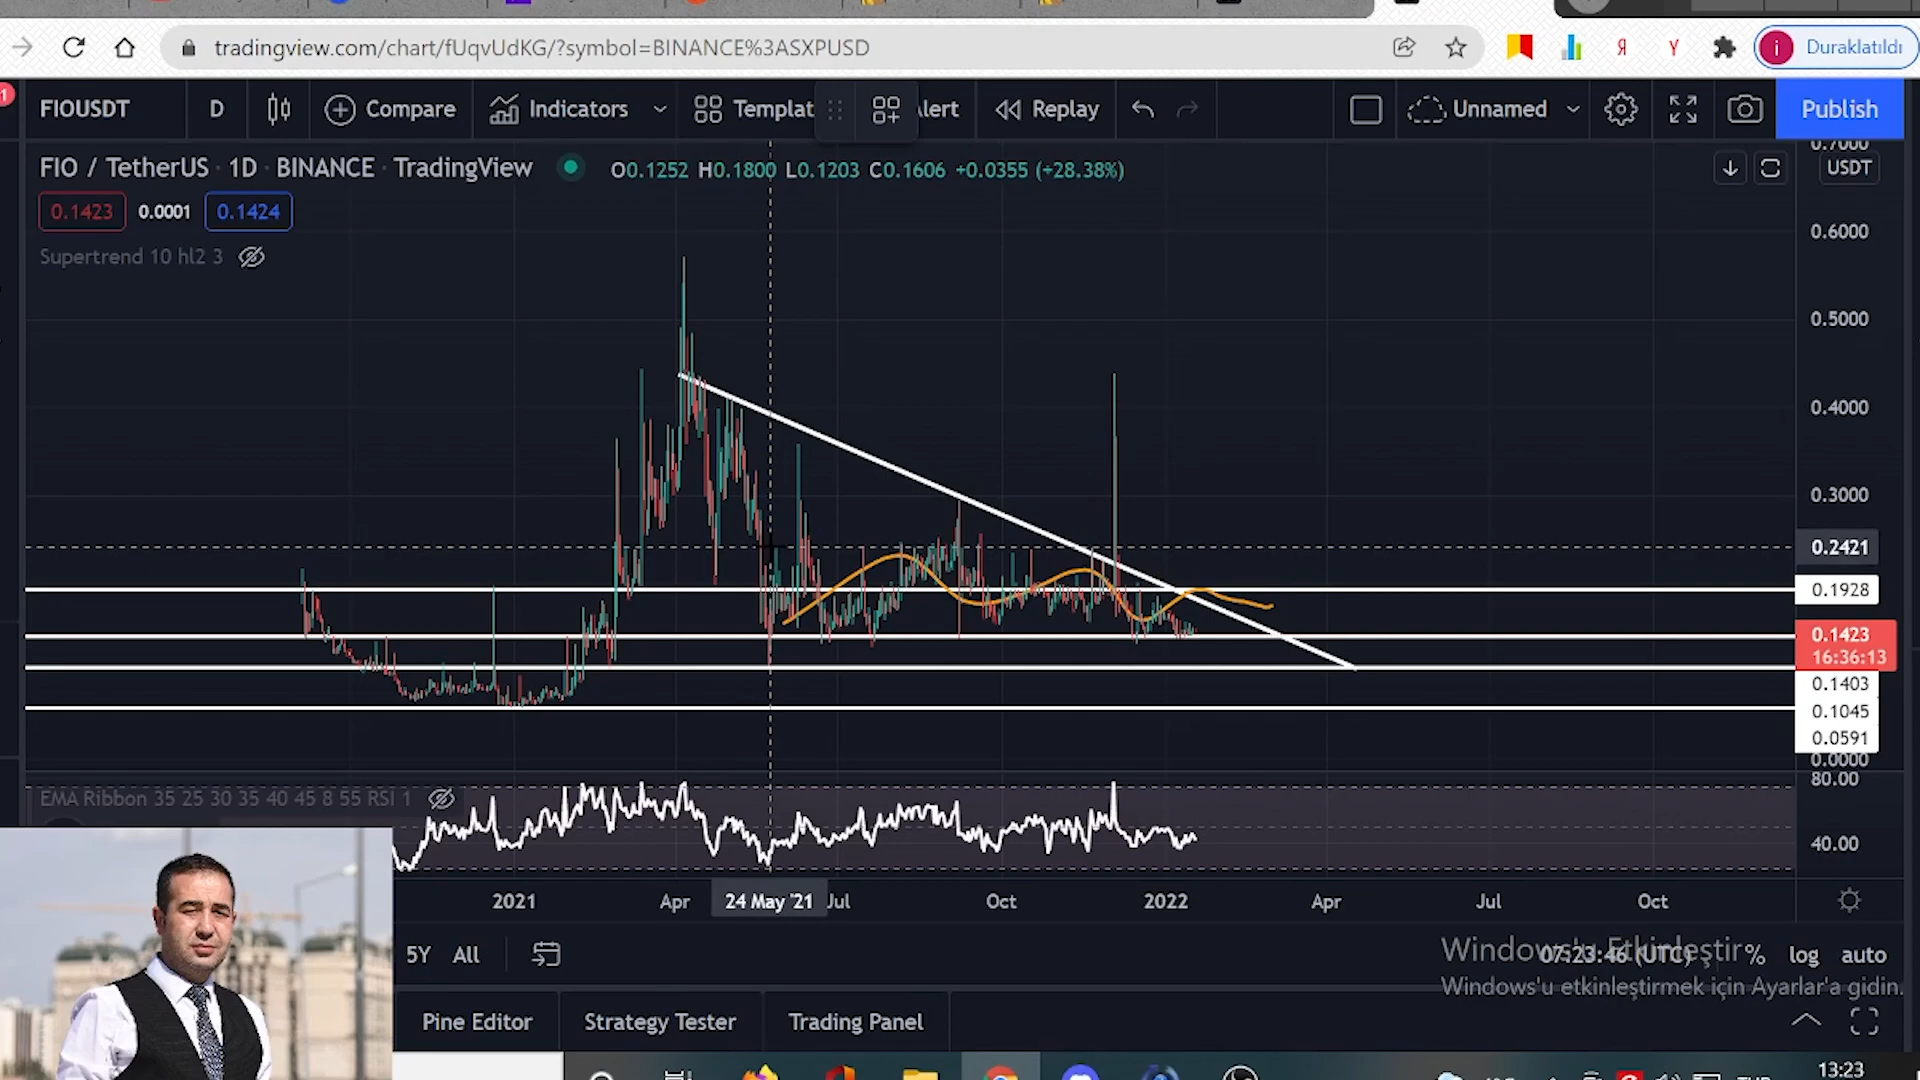 tradingview.com/chart/fUqvUdKG/?symbol=BINANCE%3ASXPUSD
Я
Y
i
Duraklatıldı
1
FIOUSDT
D
Compare
Indicators
Templat
lert
Replay
Unnamed
Publish
FIO / TetherUS · 1D · BINANCE · TradingView
O0.1252 H0.1800 L0.1203 C0.1606 +0.0355 (+28.38%)
0.7000
USDT
0.1423
0.0001
0.1424
Supertrend 10 hl2 3
0.6000
0.5000
0.4000
0.3000
0.2421
0.1928
0.1423
16:36:13
0.1403
0.1045
0.0591
0.0000
80.00
EMA Ribbon 35 25 30 35 40 45 8 55 RSI 1
40.00
2021
Apr
24 May '21
Jul
Oct
2022
Apr
Jul
Oct
5Y
All
07:23:46 (UTC)
%
log
auto
Windows'u Etkinleştir
Windows'u etkinleştirmek için Ayarlar'a gidin.
Pine Editor
Strategy Tester
Trading Panel
13:23